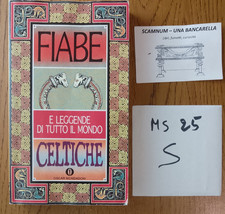 FIABE
E LEGGENDE
DI TUTTO IL MONDO
CELTICHE
SCAMNUM – UNA BANCARELLA
MS 25
S